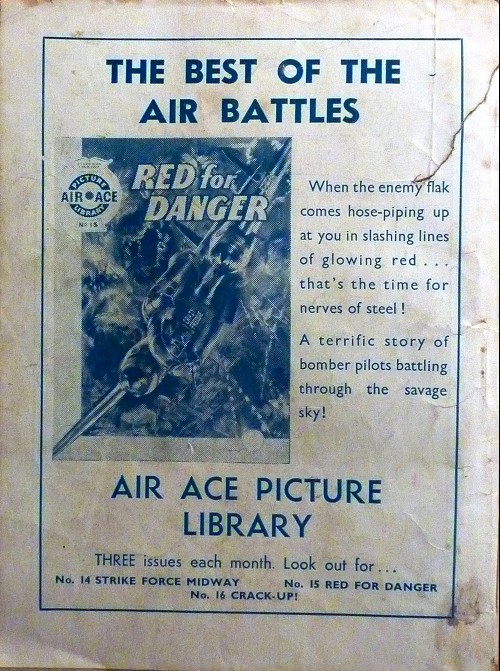 THE BEST OF THE
AIR BATTLES
PICTURE
AIR ACE
LIBRARY
No 15
RED for
DANGER
When the enemy flak
comes hose-piping up
at you in slashing lines
of glowing red ...
that's the time for
nerves of steel!
A terrific story of
bomber pilots battling
through the savage
sky!
AIR ACE PICTURE
LIBRARY
THREE issues each month. Look out for...
No. 14 STRIKE FORCE MIDWAY No. 15 RED FOR DANGER
No. 16 CRACK-UP!